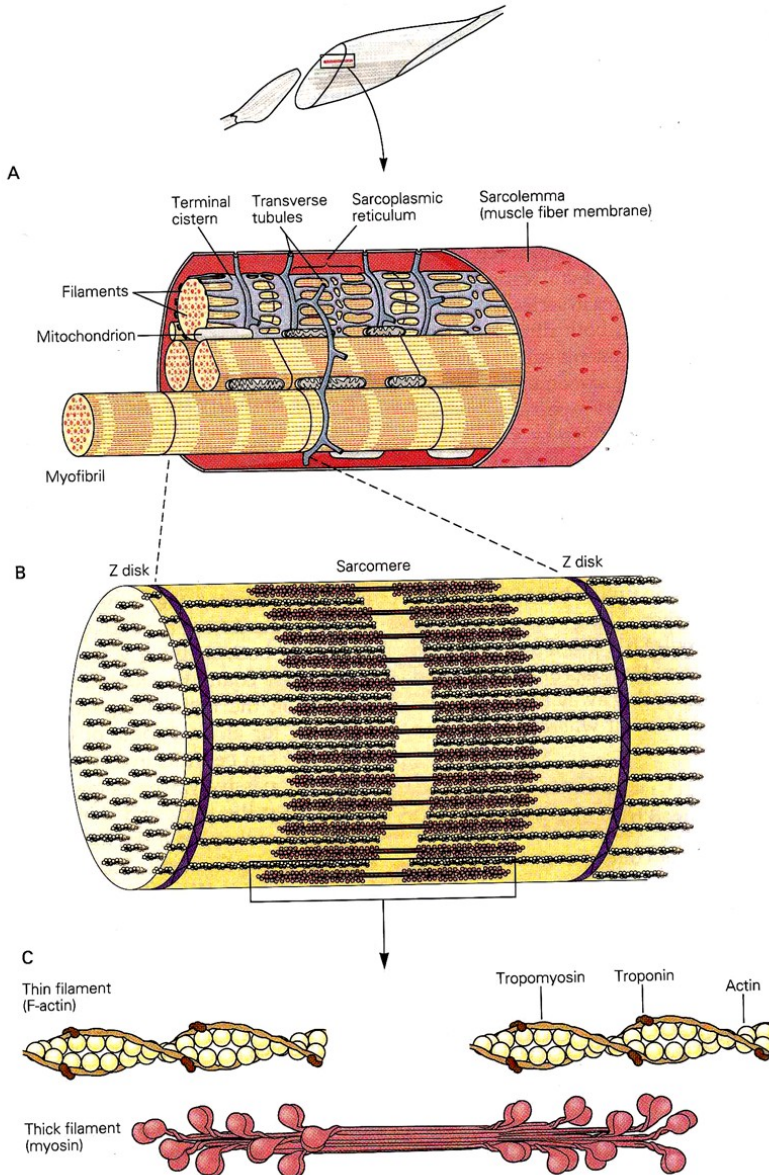 A
Terminal
cistern
Transverse
tubules
Sarcoplasmic
reticulum
Sarcolemma
(muscle fiber membrane)
Filaments
Mitochondrion
Myofibril
B
Z disk
Sarcomere
Z disk
C
Thin filament
(F-actin)
Tropomyosin
Troponin
Actin
Thick filament
(myosin)